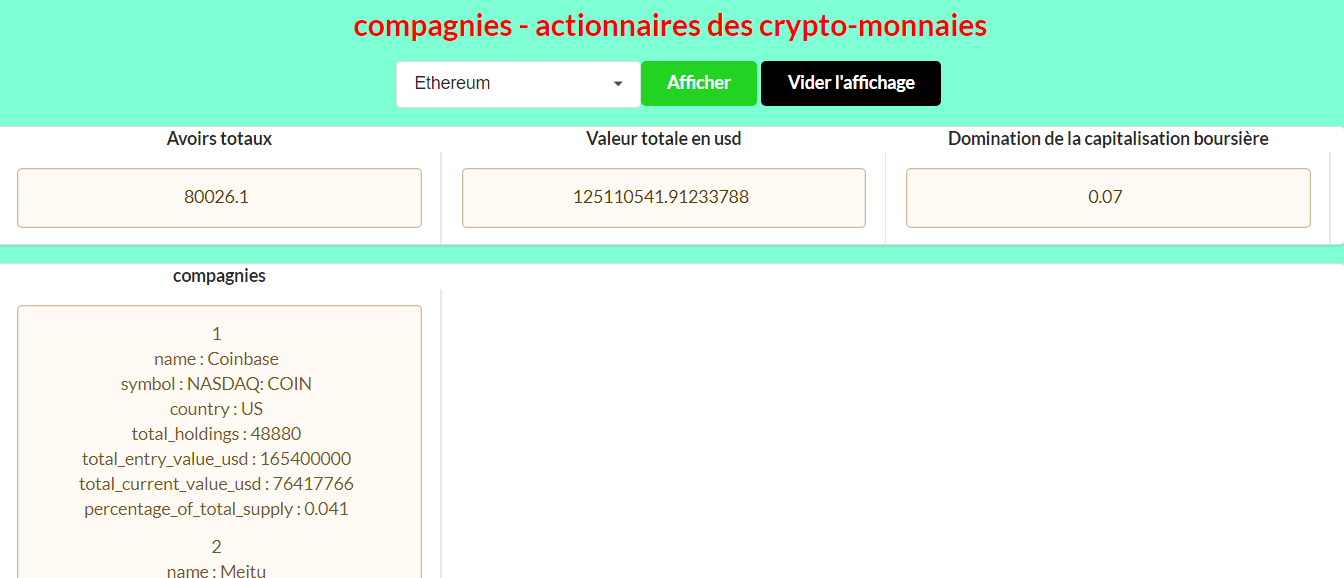 compagnies - actionnaires des crypto-monnaies
Ethereum
Afficher
Vider l'affichage
Avoirs totaux
Valeur totale en usd
Domination de la capitalisation boursière
80026.1
125110541.91233788
0.07
compagnies
1
name : Coinbase
symbol : NASDAQ: COIN
country : US
total_holdings : 48880
total_entry_value_usd : 165400000
total_current_value_usd : 76417766
percentage_of_total_supply : 0.041
2
name : Meitu